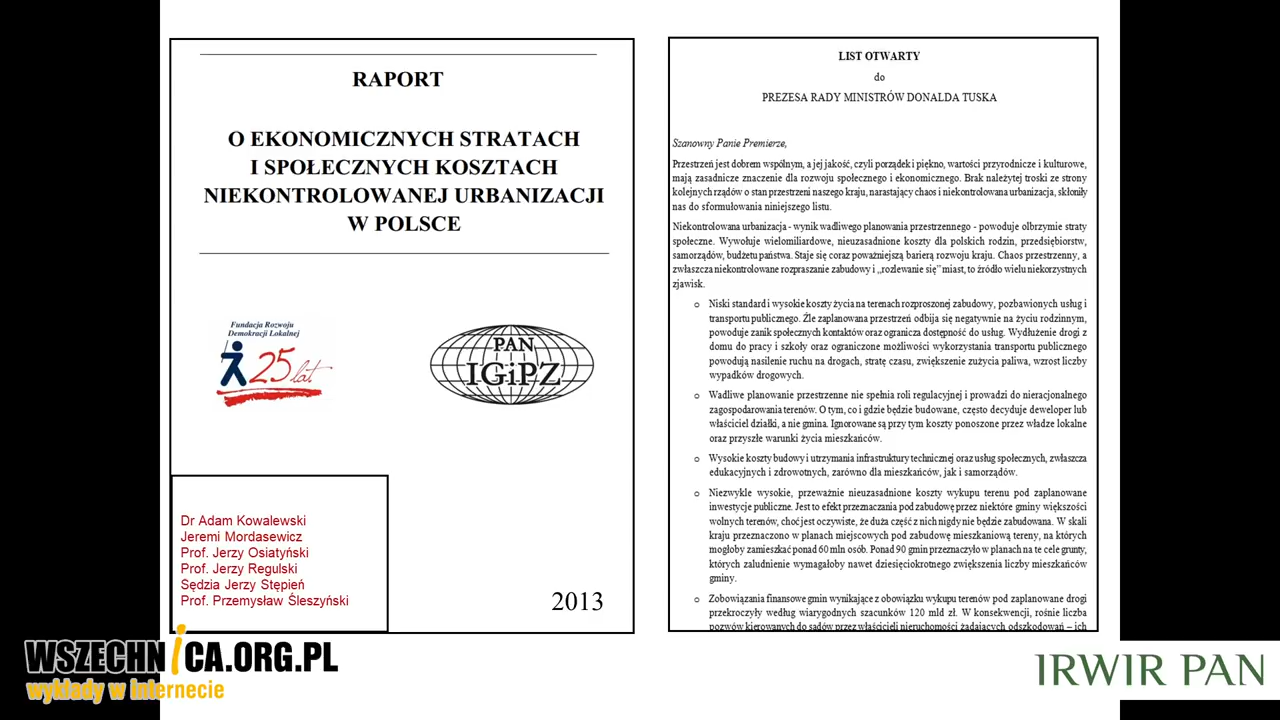 RAPORT
O EKONOMICZNYCH STRATACH
I SPOŁECZNYCH KOSZTACH
NIEKONTROLOWANEJ URBANIZACJI
W POLSCE
Fundacja Rozwoju
Demokracji Lokalnej
25 lat
PAN
IGiPZ
Dr Adam Kowalewski
Jeremi Mordasewicz
Prof. Jerzy Osiatyński
Prof. Jerzy Regulski
Sędzia Jerzy Stępień
Prof. Przemysław Śleszyński
2013
LIST OTWARTY
do
PREZESA RADY MINISTRÓW DONALDA TUSKA
Szanowny Panie Premierze,
Przestrzeń jest dobrem wspólnym, a jej jakość, czyli porządek i piękno, wartości przyrodnicze i kulturowe,
mają zasadnicze znaczenie dla rozwoju społecznego i ekonomicznego. Brak należytej troski ze strony
kolejnych rządów o stan przestrzeni naszego kraju, narastający chaos i niekontrolowana urbanizacja, skłoniły
nas do sformułowania niniejszego listu.
Niekontrolowana urbanizacja - wynik wadliwego planowania przestrzennego - powoduje olbrzymie straty
społeczne. Wywołuje wielomiliardowe, nieuzasadnione koszty dla polskich rodzin, przedsiębiorstw,
samorządów, budżetu państwa. Staje się coraz poważniejszą barierą rozwoju kraju. Chaos przestrzenny, a
zwłaszcza niekontrolowane rozpraszanie zabudowy i „rozlewanie się” miast, to źródło wielu niekorzystnych
zjawisk.
o Niski standard i wysokie koszty życia na terenach rozproszonej zabudowy, pozbawionych usług i
transportu publicznego. Źle zaplanowana przestrzeń odbija się negatywnie na życiu rodzinnym,
powoduje zanik społecznych kontaktów oraz ogranicza dostępność do usług. Wydłużenie drogi z
domu do pracy i szkoły oraz ograniczone możliwości wykorzystania transportu publicznego
powodują nasilenie ruchu na drogach, stratę czasu, zwiększenie zużycia paliwa, wzrost liczby
wypadków drogowych.
o Wadliwe planowanie przestrzenne nie spełnia roli regulacyjnej i prowadzi do nieracjonalnego
zagospodarowania terenów. O tym, co i gdzie będzie budowane, często decyduje deweloper lub
właściciel działki, a nie gmina. Ignorowane są przy tym koszty ponoszone przez władze lokalne
oraz przyszłe warunki życia mieszkańców.
o Wysokie koszty budowy i utrzymania infrastruktury technicznej oraz usług społecznych, zwłaszcza
edukacyjnych i zdrowotnych, zarówno dla mieszkańców, jak i samorządów.
o Niezwykle wysokie, przeważnie nieuzasadnione koszty wykupu terenu pod zaplanowane
inwestycje publiczne. Jest to efekt przeznaczania pod zabudowę przez niektóre gminy większości
wolnych terenów, choć jest oczywiste, że duża część z nich nigdy nie będzie zabudowana. W skali
kraju przeznaczono w planach miejscowych pod zabudowę mieszkaniową tereny, na których
mogłoby zamieszkać ponad 60 mln osób. Ponad 90 gmin przeznaczyło w planach na te cele grunty,
których zaludnienie wymagałoby nawet dziesięciokrotnego zwiększenia liczby mieszkańców
gminy.
o Zobowiązania finansowe gmin wynikające z obowiązku wykupu terenów pod zaplanowane drogi
przekroczyły według wiarygodnych szacunków 120 mld zł. W konsekwencji, rośnie liczba
pozwów kierowanych do sądów przez właścicieli nieruchomości żądających odszkodowań – ich
WSZECHNICA.ORG.PL
wykłady w internecie
IRWIR PAN